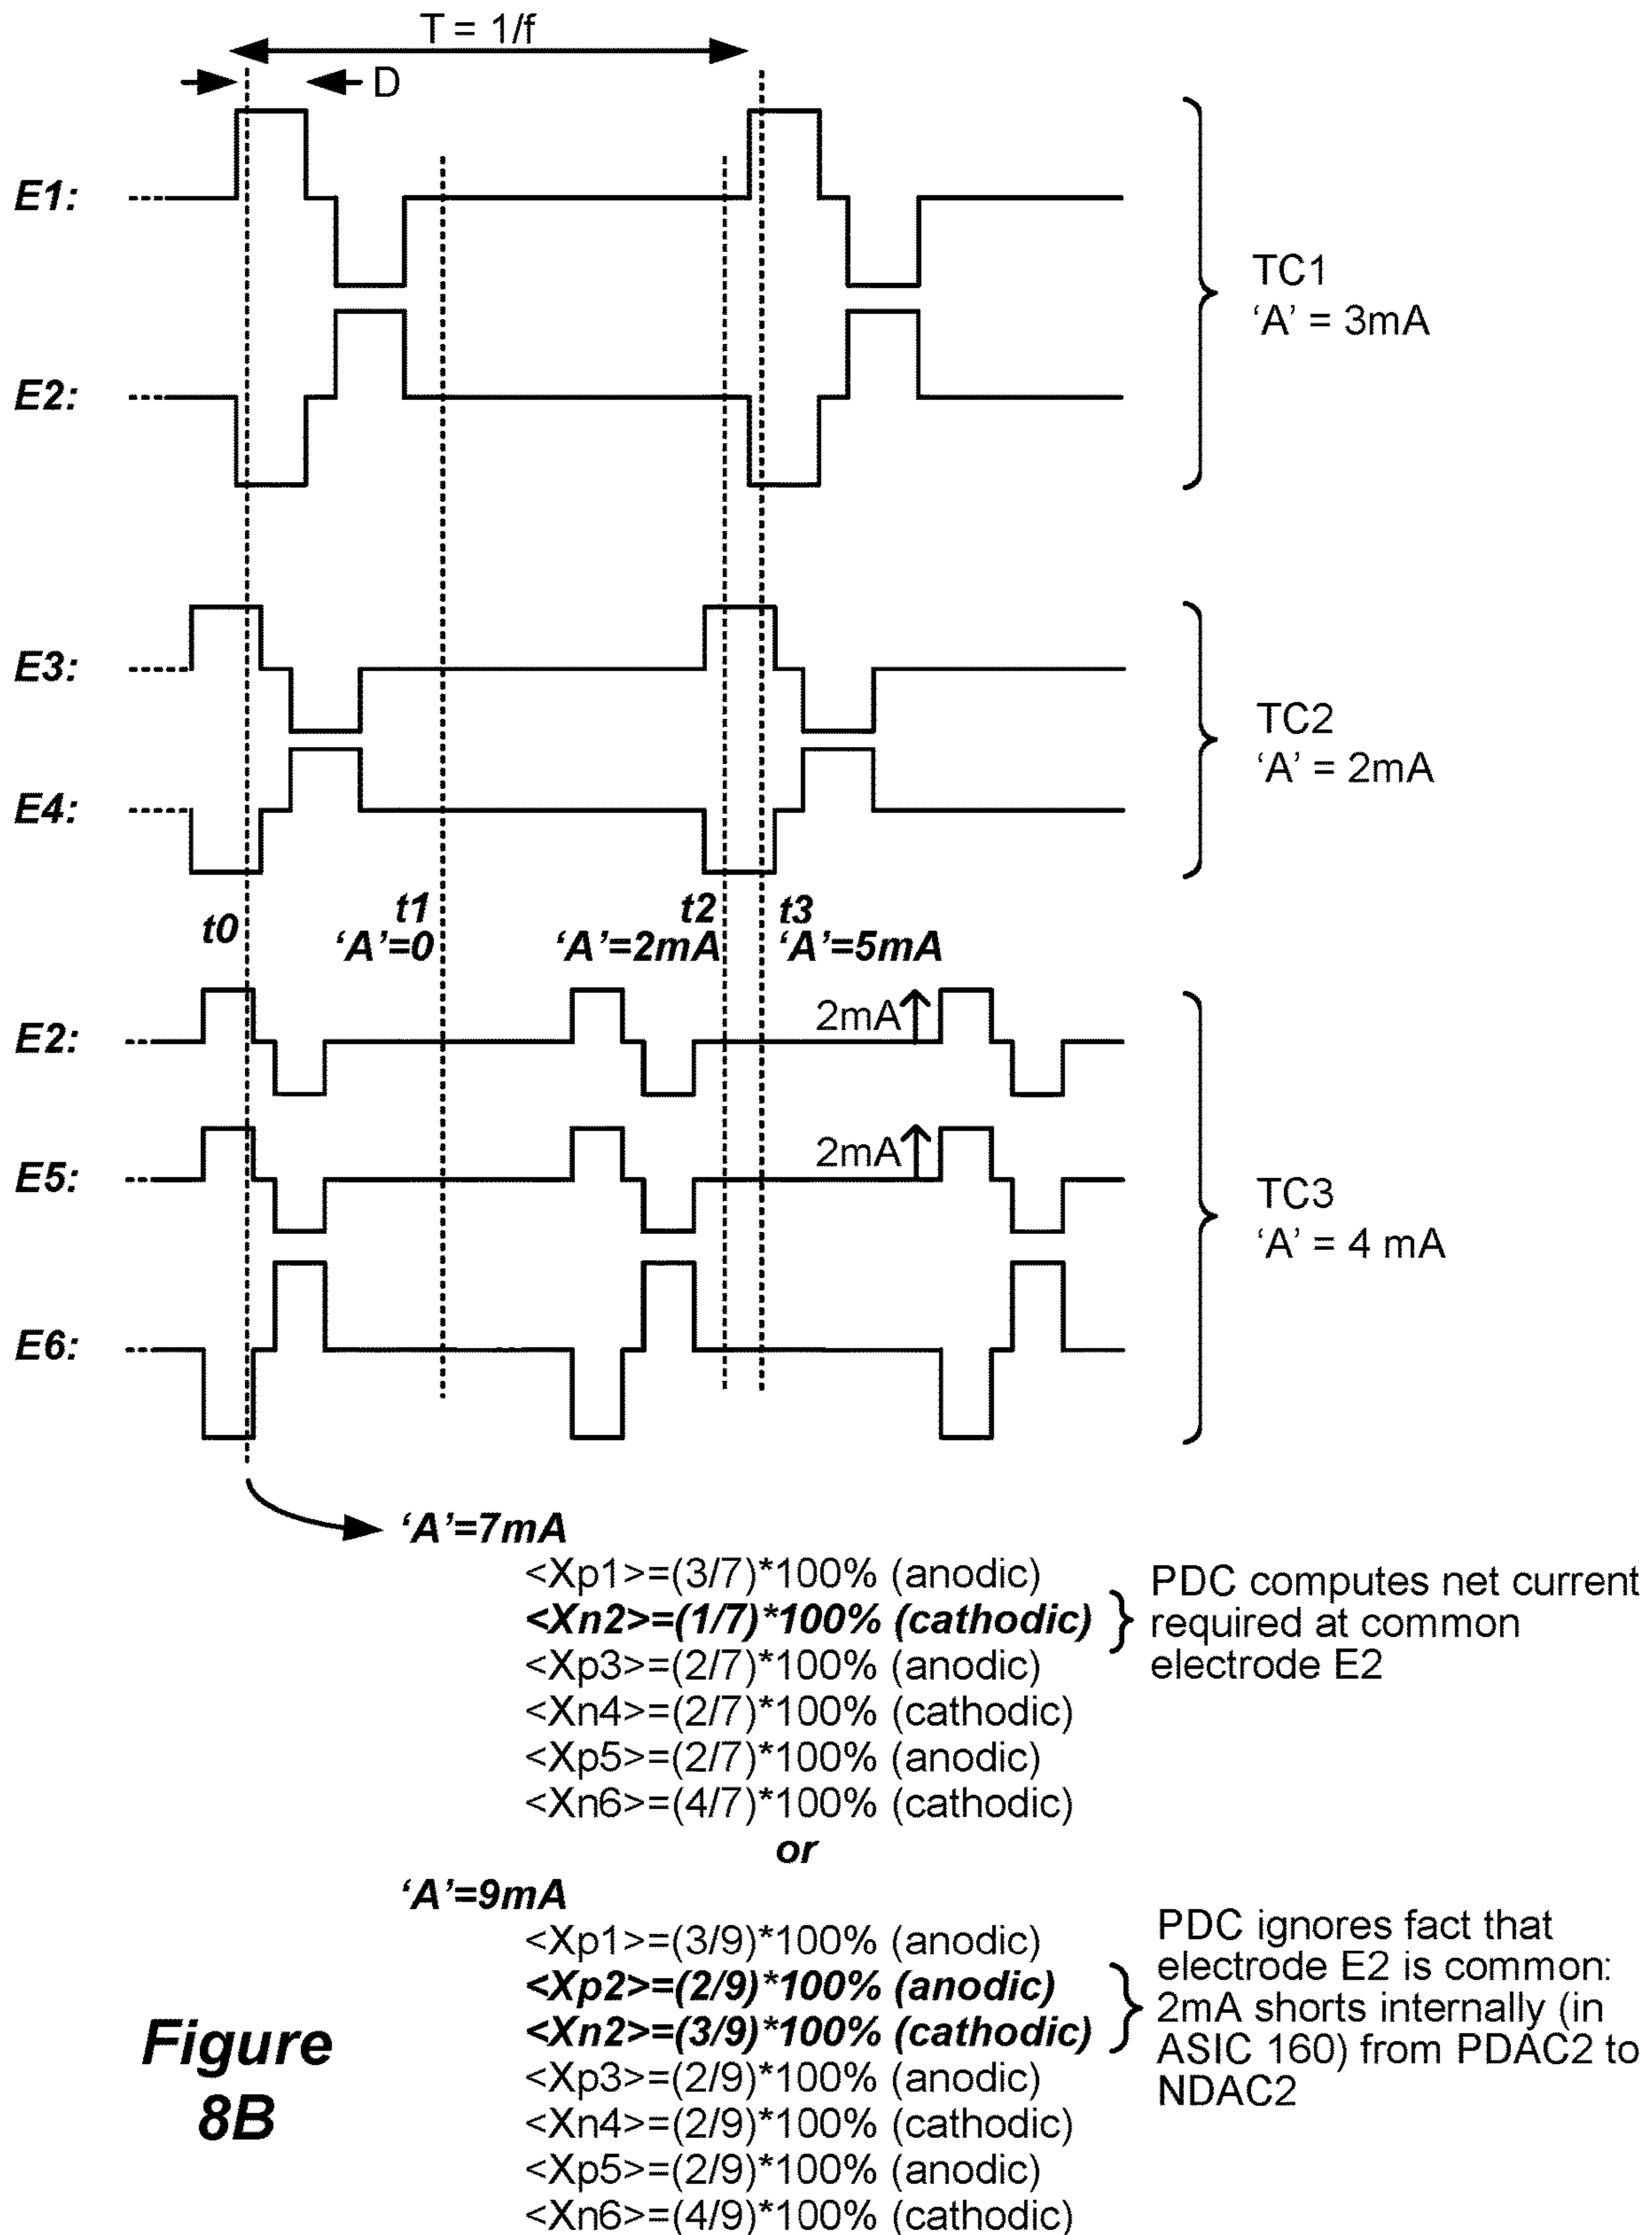 T = 1/f
D
E1:
TC1
‘A’ = 3mA
E2:
E3:
TC2
‘A’ = 2mA
E4:
t0
t1
‘A’=0
t2
‘A’=2mA
t3
‘A’=5mA
E2:
2mA
E5:
2mA
TC3
‘A’ = 4 mA
E6:
‘A’=7mA
<Xp1>=(3/7)*100% (anodic)
<Xn2>=(1/7)*100% (cathodic)
<Xp3>=(2/7)*100% (anodic)
<Xn4>=(2/7)*100% (cathodic)
<Xp5>=(2/7)*100% (anodic)
<Xn6>=(4/7)*100% (cathodic)
PDC computes net current
required at common
electrode E2
or
‘A’=9mA
<Xp1>=(3/9)*100% (anodic)
<Xp2>=(2/9)*100% (anodic)
<Xn2>=(3/9)*100% (cathodic)
<Xp3>=(2/9)*100% (anodic)
<Xn4>=(2/9)*100% (cathodic)
<Xp5>=(2/9)*100% (anodic)
<Xn6>=(4/9)*100% (cathodic)
PDC ignores fact that
electrode E2 is common:
2mA shorts internally (in
ASIC 160) from PDAC2 to
NDAC2
Figure
8B